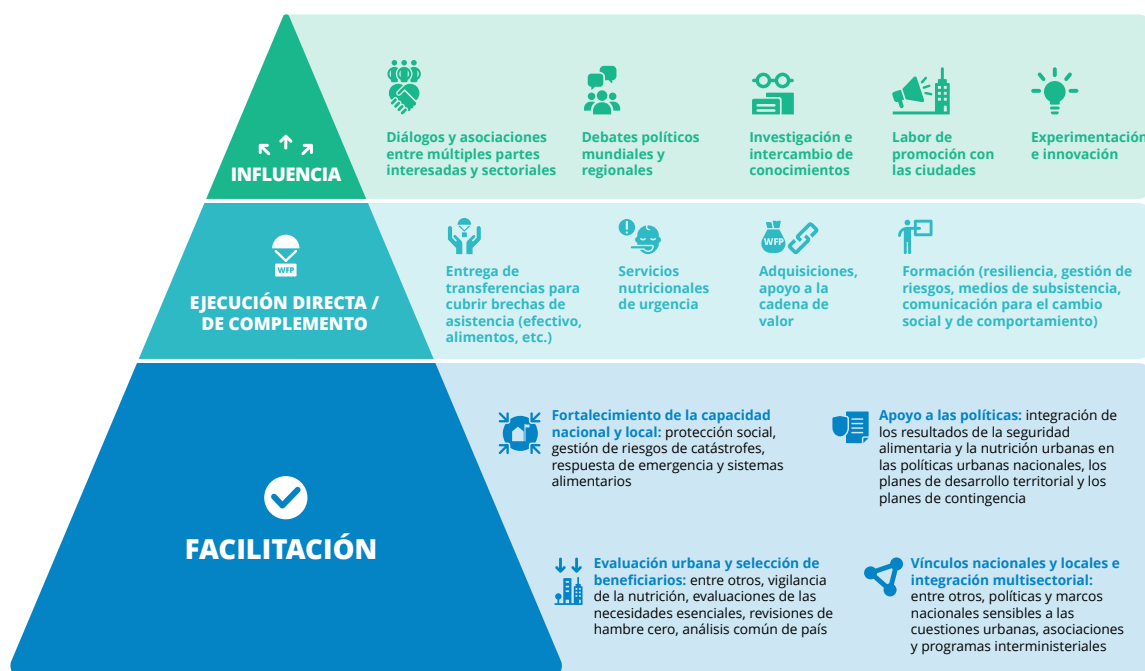 INFLUENCIA
Diálogos y asociaciones
entre múltiples partes
interesadas y sectoriales
Debates políticos
mundiales y
regionales
Investigación e
intercambio de
conocimientos
Labor de
promoción con
las ciudades
Experimentación
e innovación
WFP
EJECUCIÓN DIRECTA /
DE COMPLEMENTO
Entrega de
transferencias para
cubrir brechas de
asistencia (efectivo,
alimentos, etc.)
Servicios
nutricionales
de urgencia
WFP
Adquisiciones,
apoyo a la
cadena de
valor
Formación (resiliencia, gestión de
riesgos, medios de subsistencia,
comunicación para el cambio
social y de comportamiento)
FACILITACIÓN
Fortalecimiento de la capacidad
nacional y local: protección social,
gestión de riesgos de catástrofes,
respuesta de emergencia y sistemas
alimentarios
Apoyo a las políticas: integración de
los resultados de la seguridad
alimentaria y la nutrición urbanas en
las políticas urbanas nacionales, los
planes de desarrollo territorial y los
planes de contingencia
Evaluación urbana y selección de
beneficiarios: entre otros, vigilancia
de la nutrición, evaluaciones de las
necesidades esenciales, revisiones de
hambre cero, análisis común de país
Vínculos nacionales y locales e
integración multisectorial:
entre otros, políticas y marcos
nacionales sensibles a las
cuestiones urbanas, asociaciones
y programas interministeriales